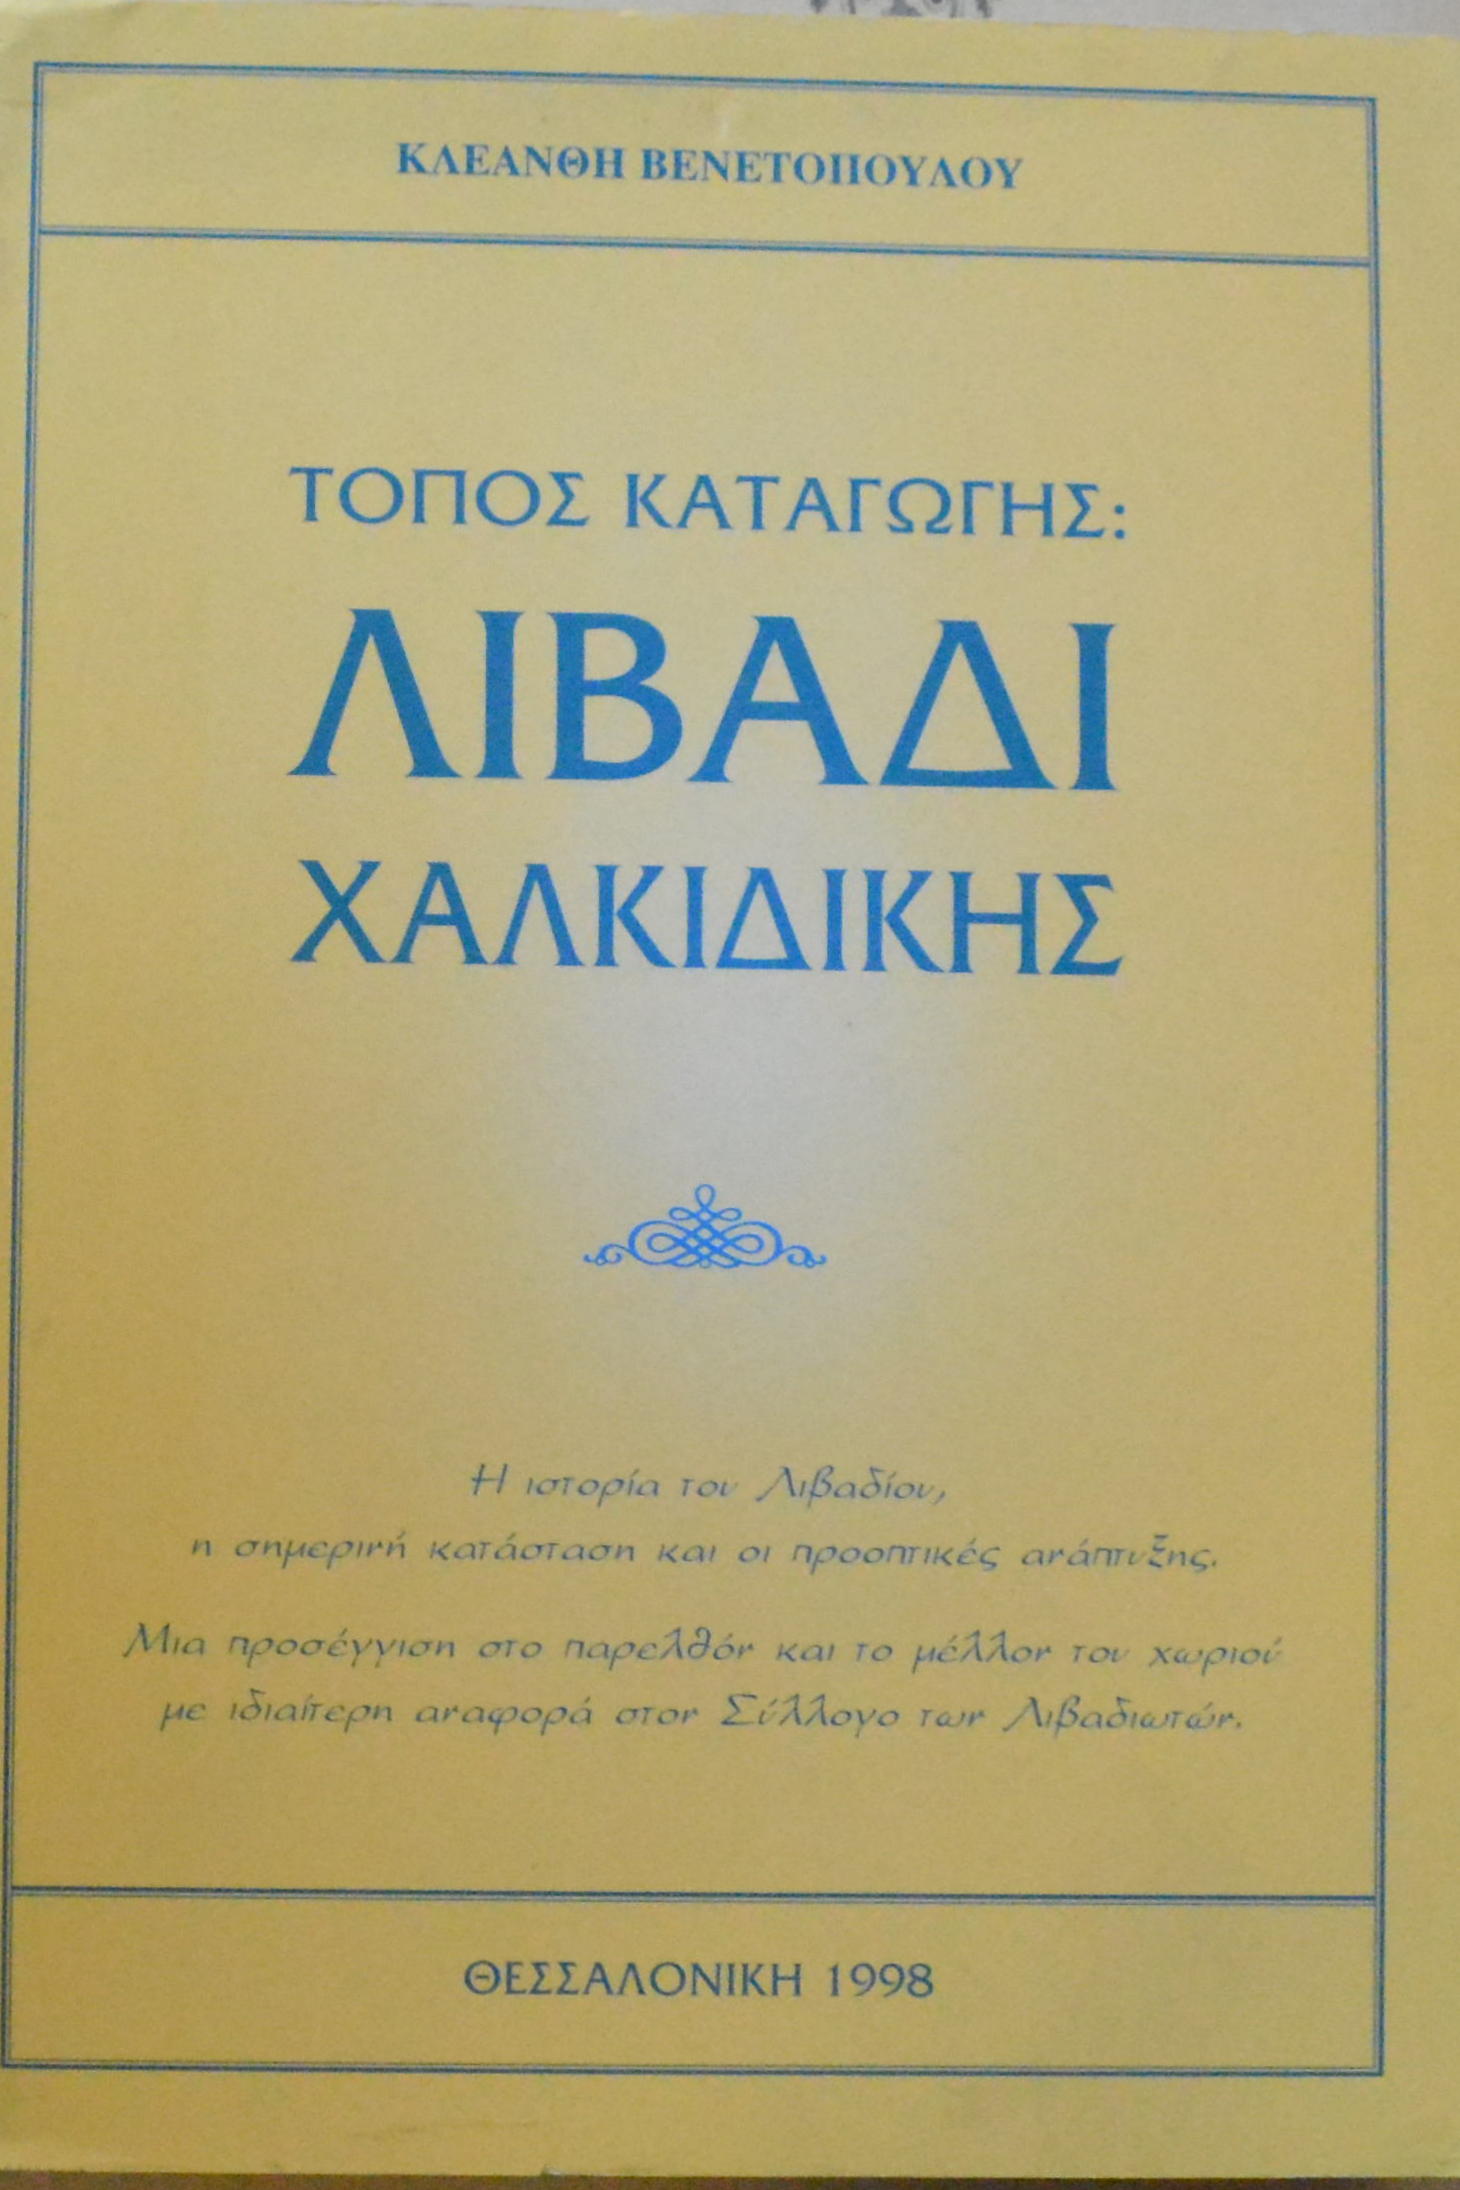 ΚΛΕΑΝΘΗ ΒΕΝΕΤΟΠΟΥΛΟΥ
ΤΟΠΟΣ ΚΑΤΑΓΩΓΗΣ:
ΛΙΒΑΔΙ
ΧΑΛΚΙΔΙΚΗΣ
Η ιστορία του Λιβαδίου,
η σημερινή κατάσταση και οι προοπτικές ανάπτυξης.
Μια προσέγγιση στο παρελθόν και το μέλλον του χωριού
με ιδιαίτερη αναφορά στον Σύλλογο των Λιβαδιωτών.
ΘΕΣΣΑΛΟΝΙΚΗ 1998